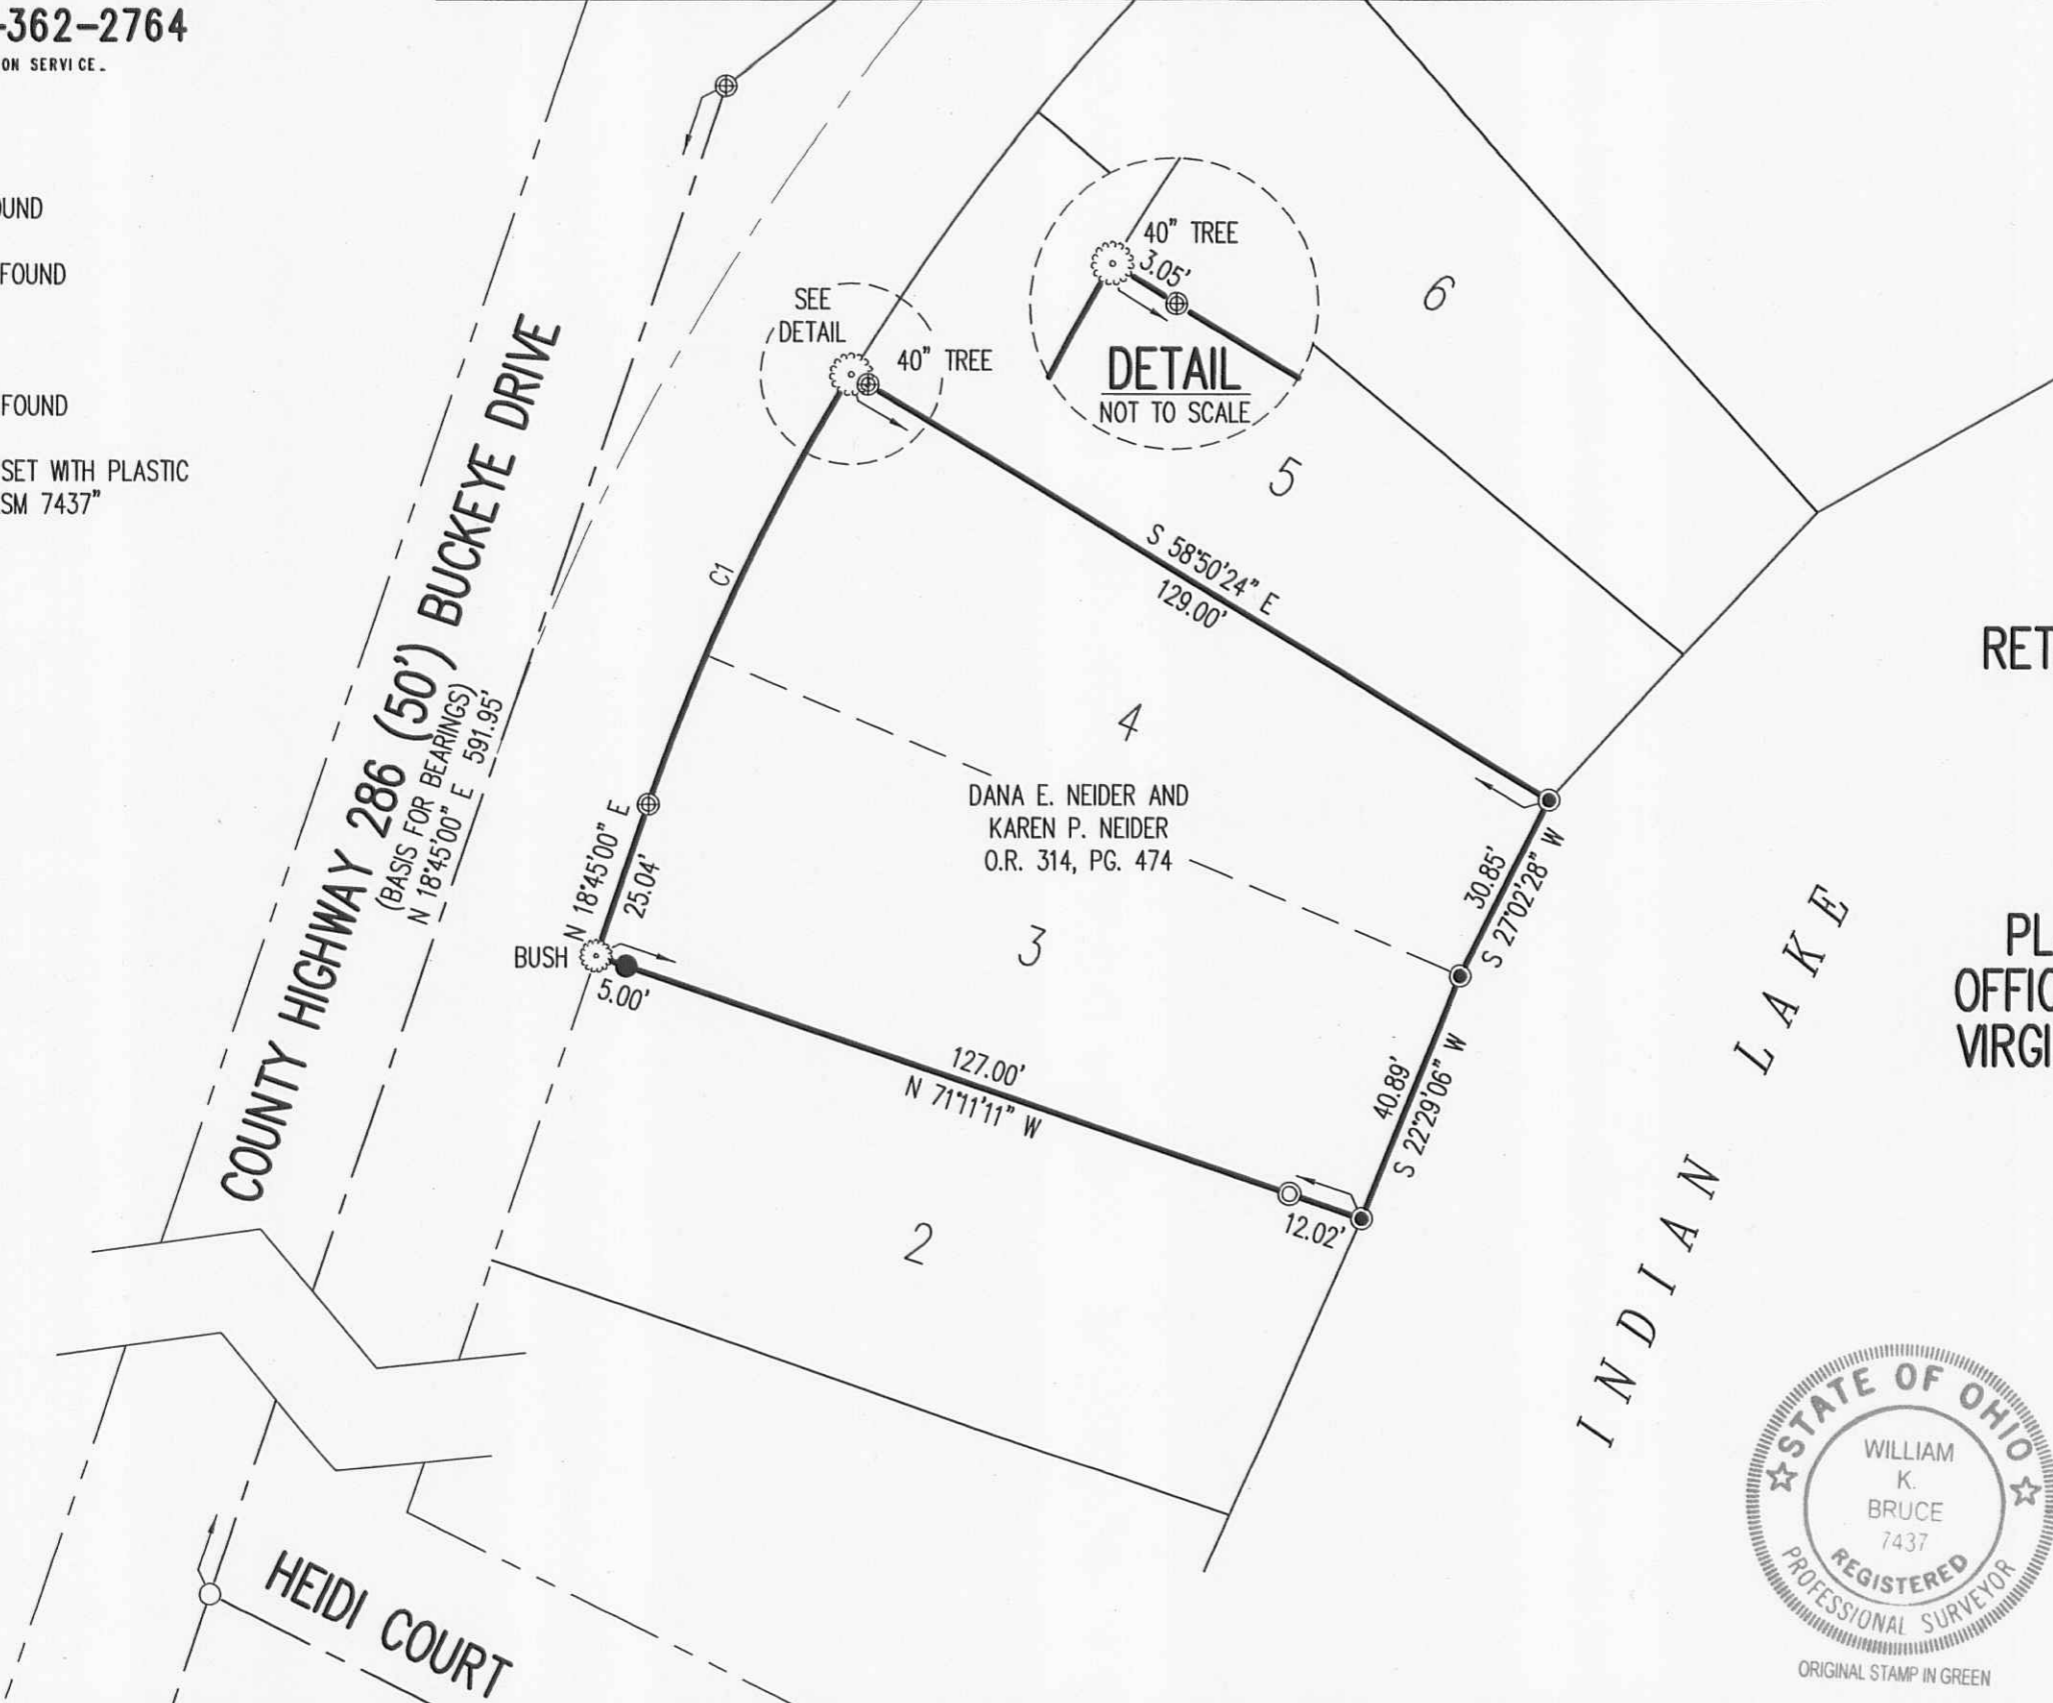 -362-2764
ON SERVICE.
OUND
FOUND
FOUND
SET WITH PLASTIC
SM 7437"
COUNTY HIGHWAY 286 (50') BUCKEYE DRIVE
(BASIS FOR BEARINGS)
N 18°45'00" E 591.95'
SEE
DETAIL
40" TREE
40" TREE
3.05'
DETAIL
NOT TO SCALE
6
5
C1
S 58°50'24" E
129.00'
4
DANA E. NEIDER AND
KAREN P. NEIDER
O.R. 314, PG. 474
N 18°45'00" E
25.04'
BUSH
5.00'
3
30.85'
S 27°02'28" W
40.89'
S 22°29'06" W
127.00'
N 71°11'11" W
12.02'
2
INDIAN LAKE
HEIDI COURT
RET
PL
OFFIC
VIRGI
STATE OF OHIO
WILLIAM
K.
BRUCE
7437
REGISTERED
PROFESSIONAL SURVEYOR
ORIGINAL STAMP IN GREEN